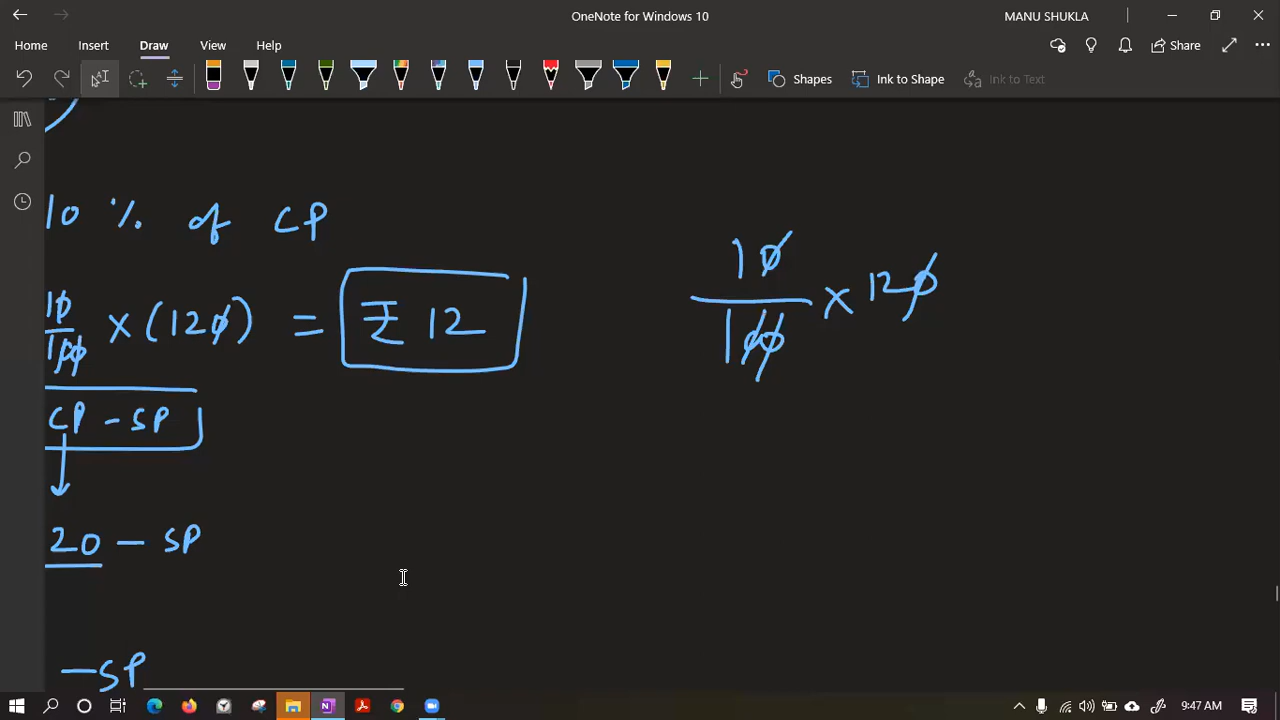 OneNote for Windows 10
MANU SHUKLA
Home Insert Draw View Help
Share
Shapes Ink to Shape Ink to Text
10 % of CP
10/100 × (120) = ₹ 12
10/100 × 120
CP - SP
20 - SP
-SP
9:47 AM